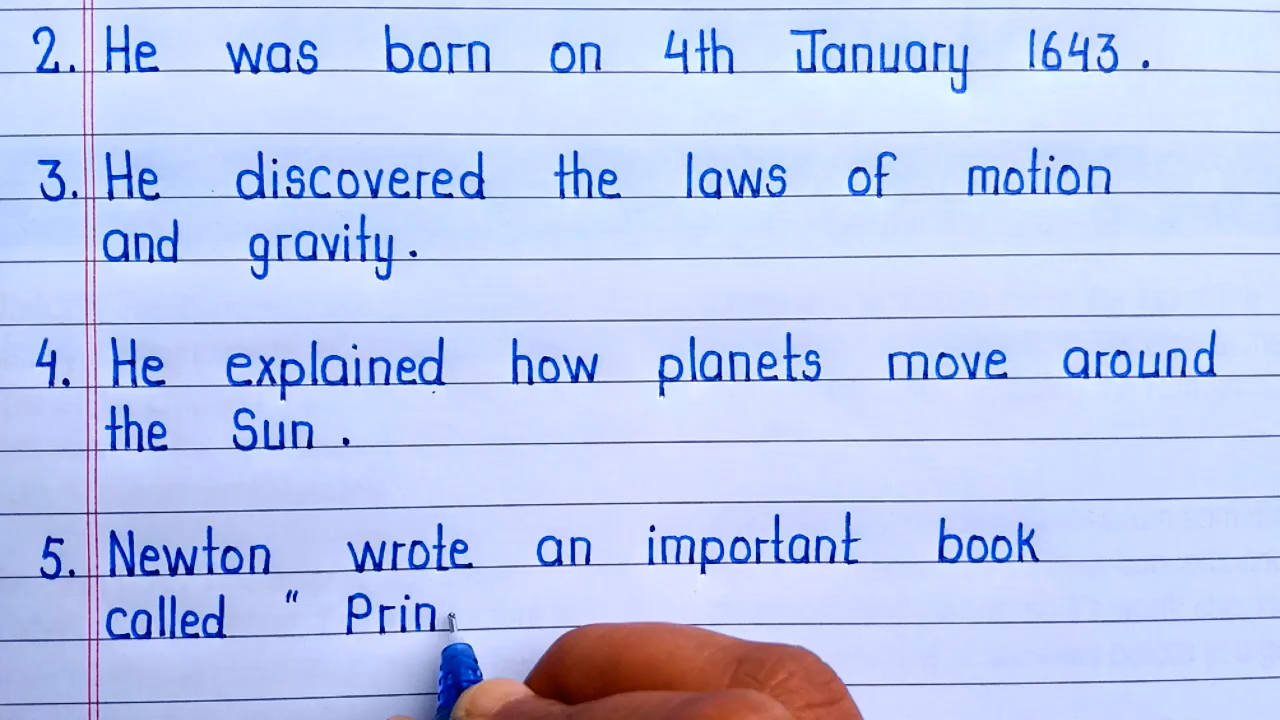 2. He was born on 4th January 1643.
3. He discovered the laws of motion
and gravity.
4. He explained how planets move around
the Sun.
5. Newton wrote an important book
called " Prin